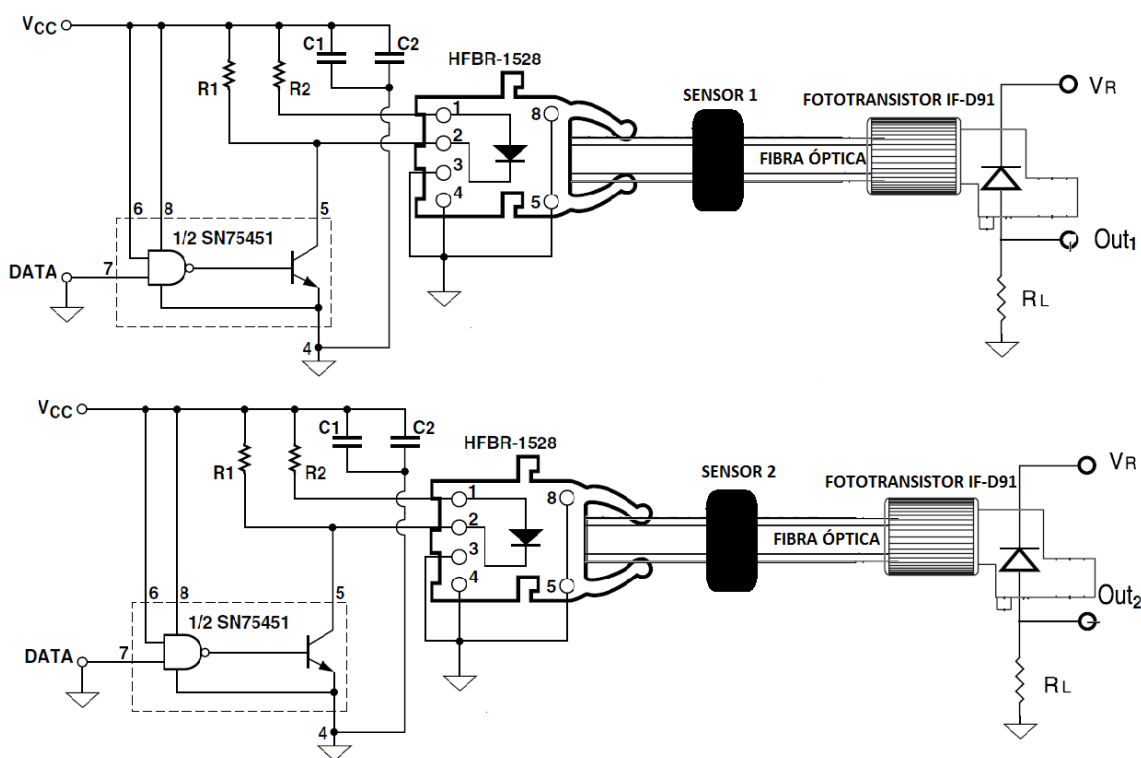 VCC
C1
C2
R1
R2
HFBR-1528
1
2
3
4
8
5
SENSOR 1
FIBRA ÓPTICA
FOTOTRANSISTOR IF-D91
VR
Out1
RL
6
8
5
1/2 SN75451
DATA
7
4
VCC
C1
C2
R1
R2
HFBR-1528
1
2
3
4
8
5
SENSOR 2
FIBRA ÓPTICA
FOTOTRANSISTOR IF-D91
VR
Out2
RL
6
8
5
1/2 SN75451
DATA
7
4